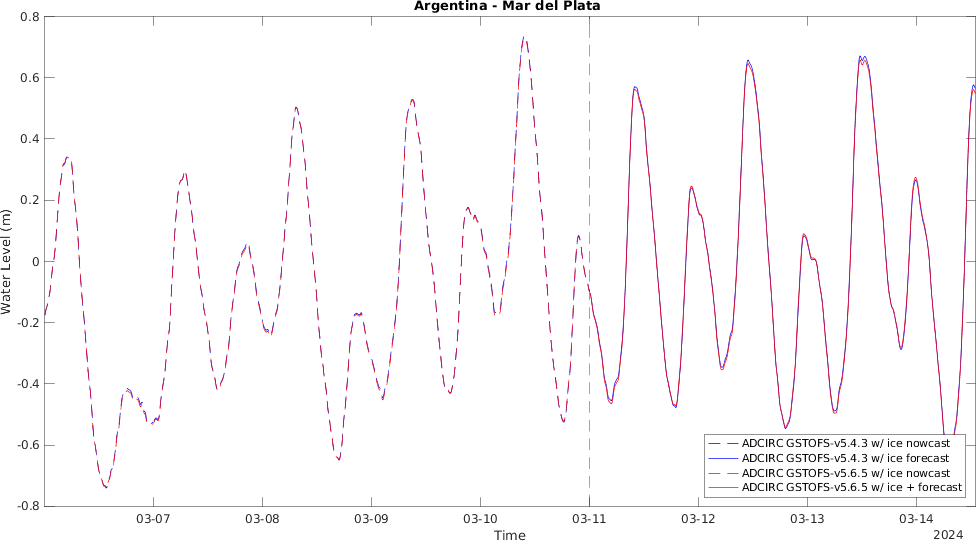 Argentina - Mar del Plata
0.8
0.6
0.4
0.2
0
-0.2
-0.4
-0.6
-0.8
Water Level (m)
ADCIRC GSTOFS-v5.4.3 w/ ice nowcast
ADCIRC GSTOFS-v5.4.3 w/ ice forecast
ADCIRC GSTOFS-v5.6.5 w/ ice nowcast
ADCIRC GSTOFS-v5.6.5 w/ ice + forecast
03-07 03-08 03-09 03-10 03-11 03-12 03-13 03-14
Time
2024